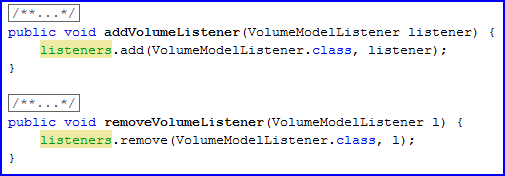 /**...*/
public void addVolumeListener(VolumeModelListener listener) {
    listeners.add(VolumeModelListener.class, listener);
}
/**...*/
public void removeVolumeListener(VolumeModelListener l) {
    listeners.remove(VolumeModelListener.class, l);
}